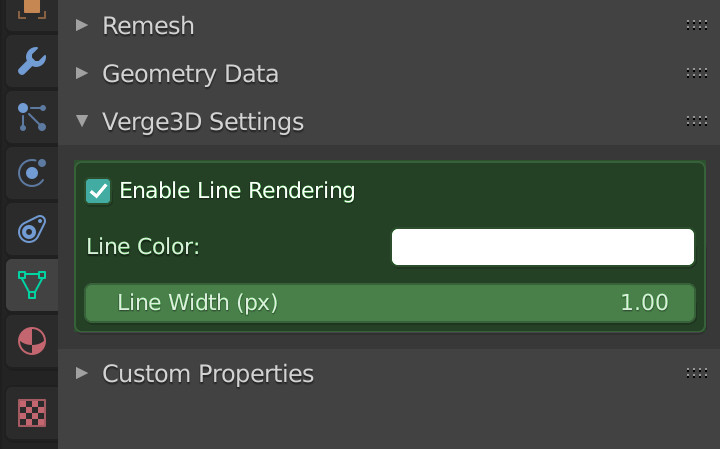 Remesh
Geometry Data
Verge3D Settings
Enable Line Rendering
Line Color:
Line Width (px) 1.00
Custom Properties